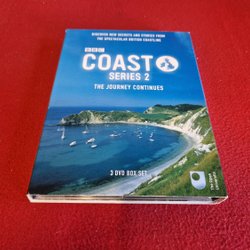 DISCOVER NEW SECRETS AND STORIES FROM
THE SPECTACULAR BRITISH COASTLINE
BBC
COAST
SERIES 2
THE JOURNEY CONTINUES
3 DVD BOX SET